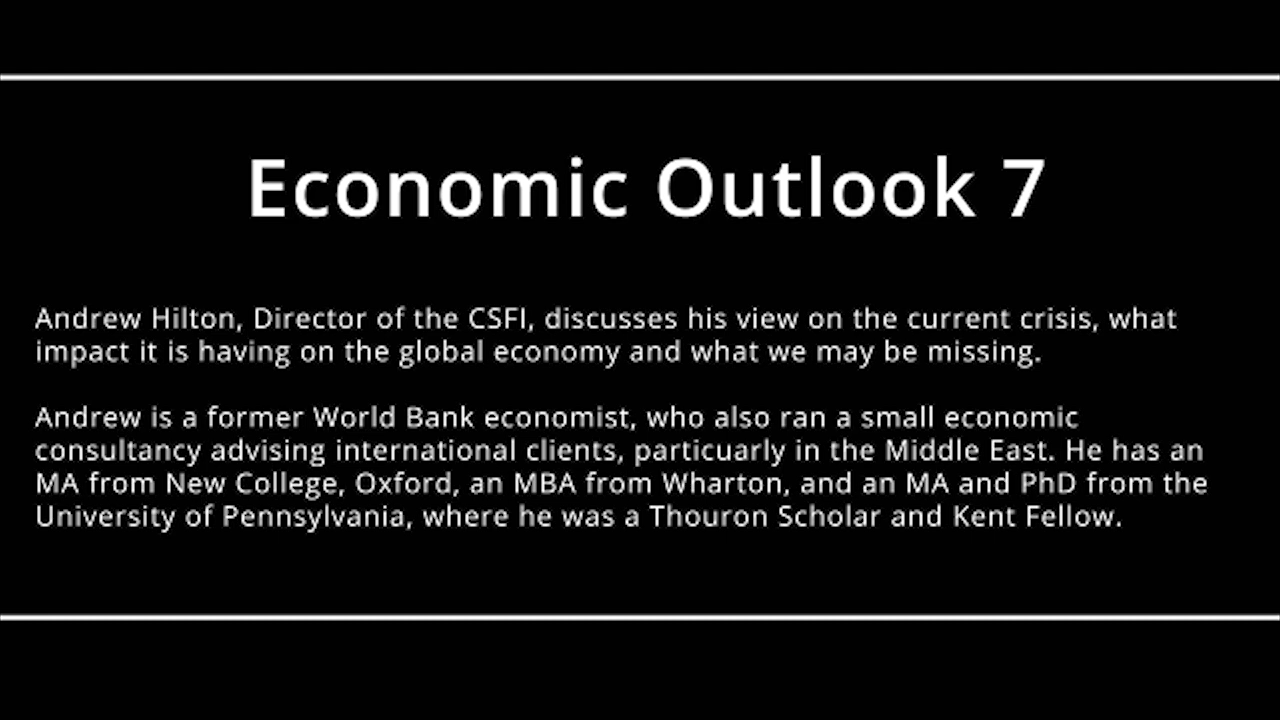 Economic Outlook 7
Andrew Hilton, Director of the CSFI, discusses his view on the current crisis, what
impact it is having on the global economy and what we may be missing.
Andrew is a former World Bank economist, who also ran a small economic
consultancy advising international clients, particuarly in the Middle East. He has an
MA from New College, Oxford, an MBA from Wharton, and an MA and PhD from the
University of Pennsylvania, where he was a Thouron Scholar and Kent Fellow.